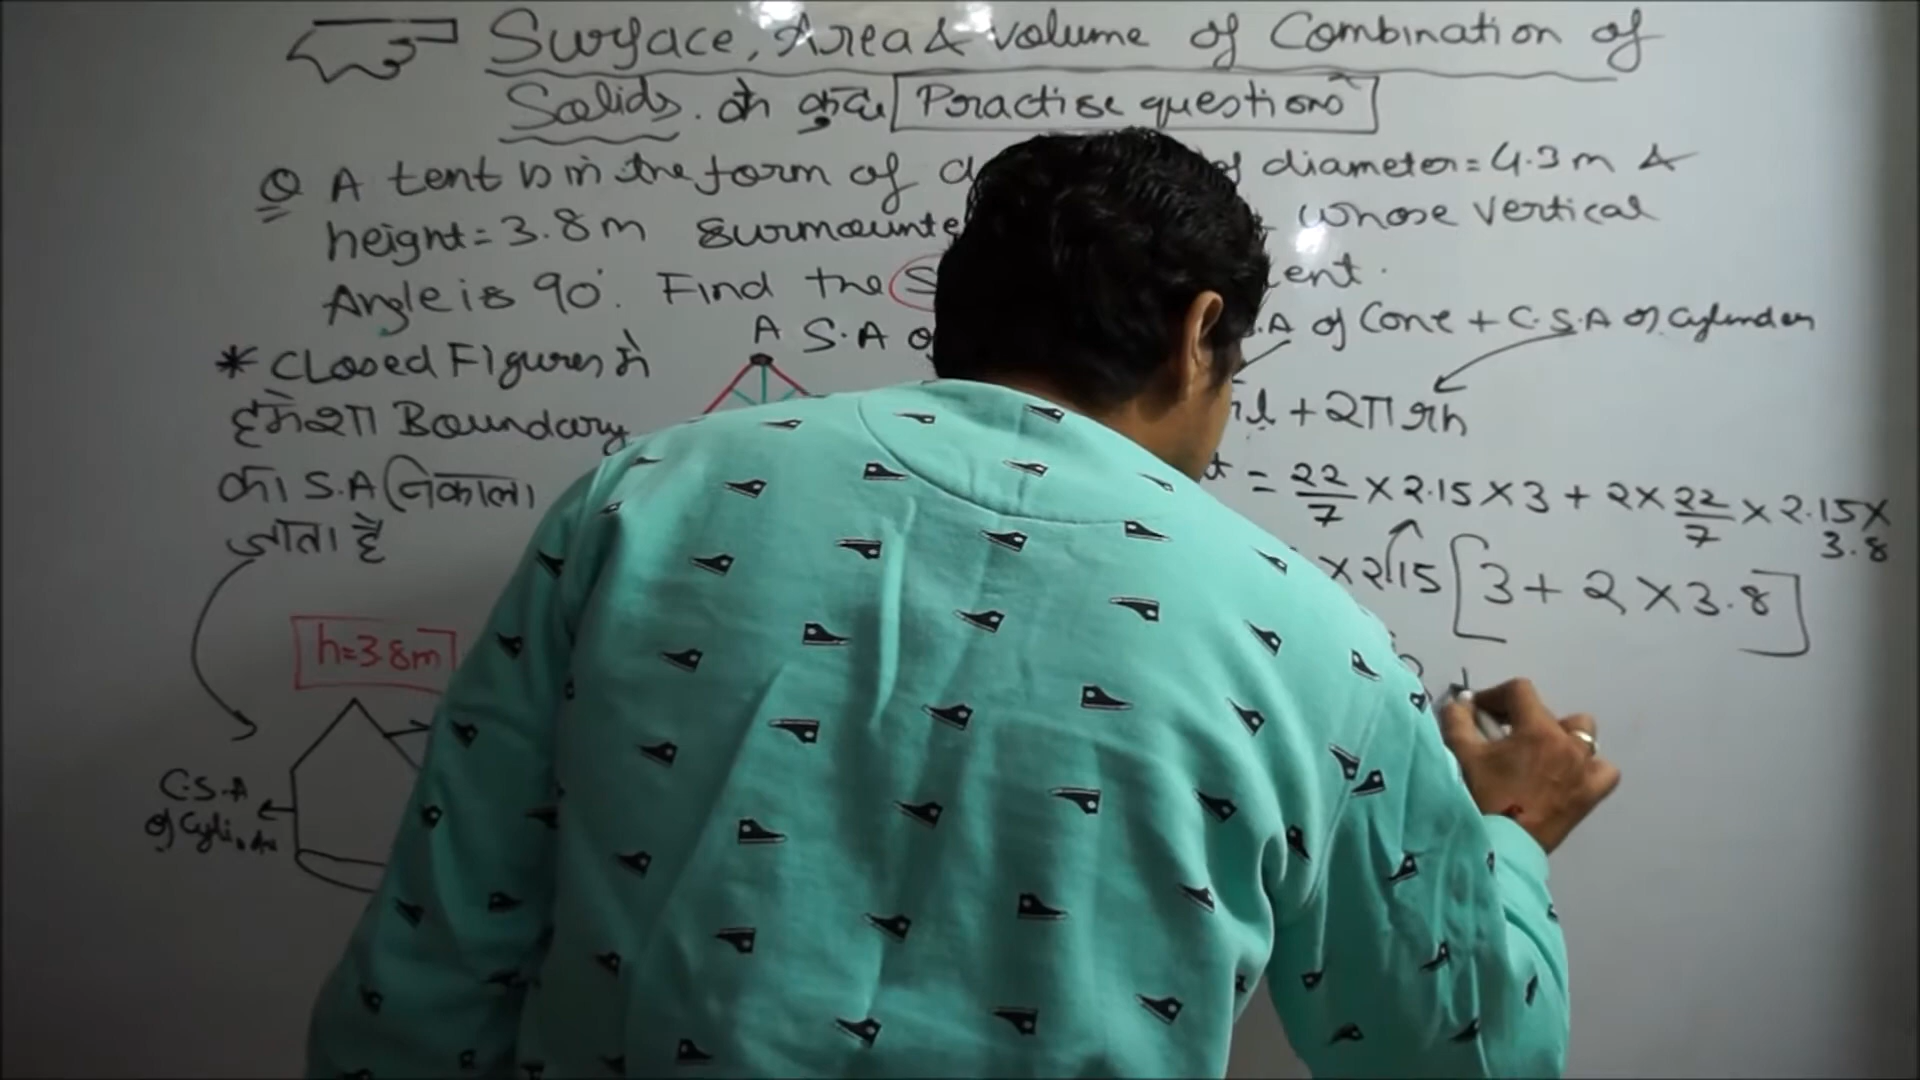 Surface, Area & volume of Combination of
Solids. के कुछ Practise questions
Q A tent is in the form of a of diameter = 4.3 m &
height = 3.8 m surmounte whose vertical
Angle is 90°. Find the S ent.
A S.A o .A of Cone + C.S.A of Cylinder
* Closed Figures में
हमेशा Boundary
का S.A निकाला
जाता है
rl + 2πrh
= 22/7 × 2.15 × 3 + 2 × 22/7 × 2.15 × 3.8
× 2.15 [3 + 2 × 3.8]
h=3.8m
C.S.A
of Cylinder